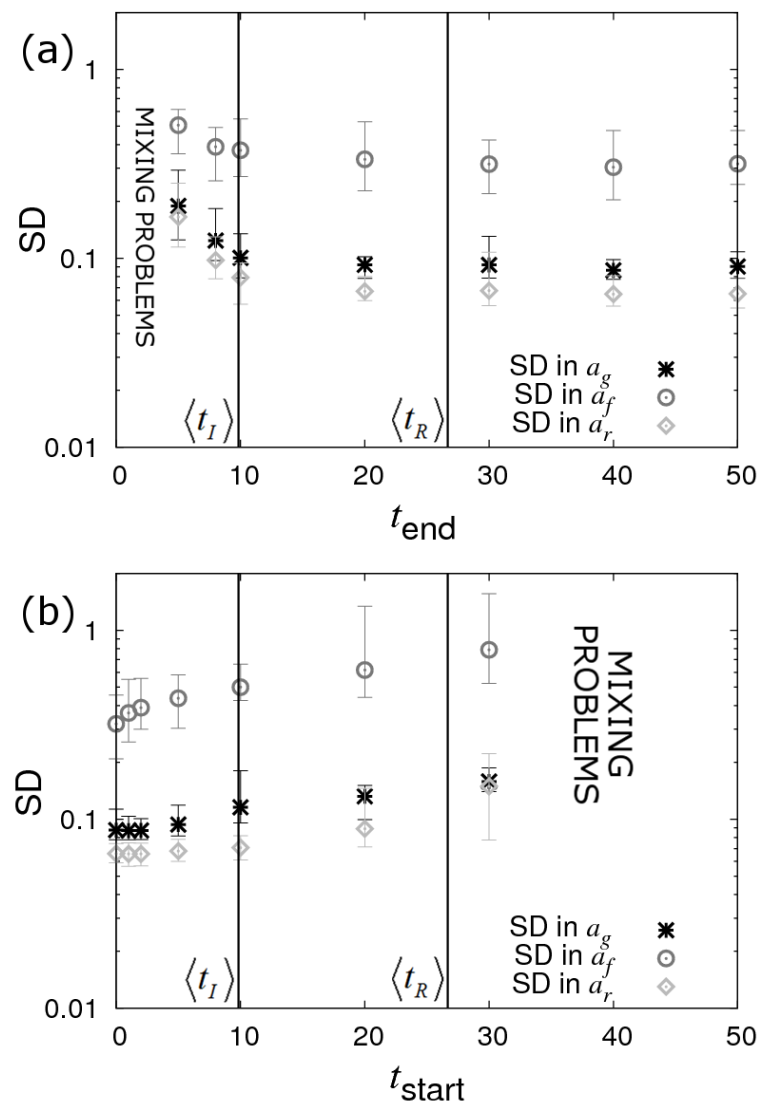 (a)
1
0.1
0.01
SD
MIXING PROBLEMS
⟨t_I⟩
⟨t_R⟩
SD in a_g
SD in a_f
SD in a_r
0 10 20 30 40 50
t_end
(b)
1
0.1
0.01
SD
MIXING
PROBLEMS
⟨t_I⟩
⟨t_R⟩
SD in a_g
SD in a_f
SD in a_r
0 10 20 30 40 50
t_start